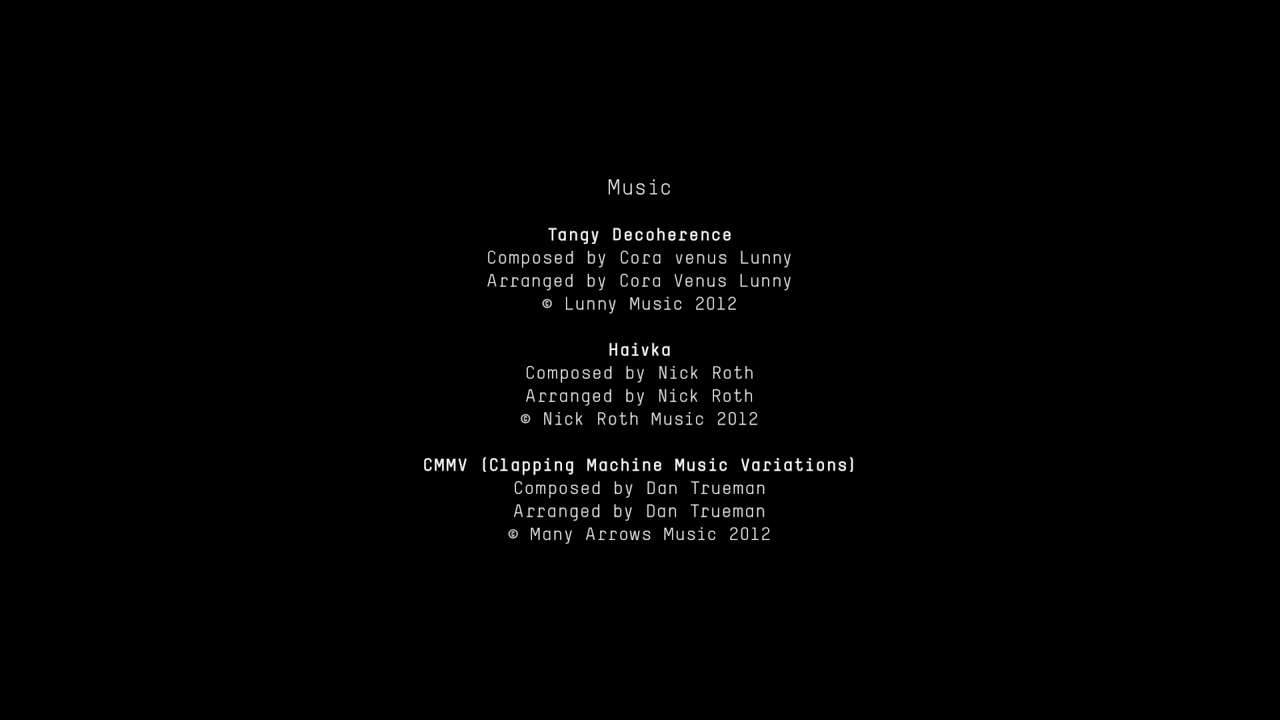 Music
Tangy Decoherence
Composed by Cora venus Lunny
Arranged by Cora Venus Lunny
© Lunny Music 2012
Haivka
Composed by Nick Roth
Arranged by Nick Roth
© Nick Roth Music 2012
CMMV (Clapping Machine Music Variations)
Composed by Dan Trueman
Arranged by Dan Trueman
© Many Arrows Music 2012